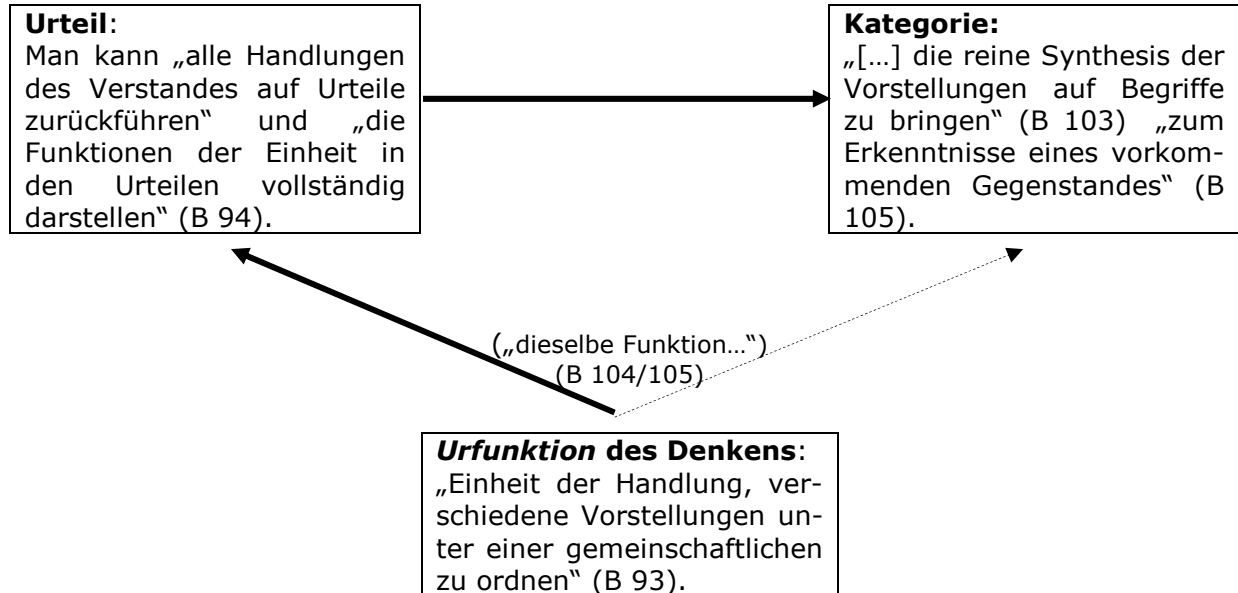 Urteil:
Man kann „alle Handlungen
des Verstandes auf Urteile
zurückführen“ und „die
Funktionen der Einheit in
den Urteilen vollständig
darstellen“ (B 94).
Kategorie:
„[…] die reine Synthesis der
Vorstellungen auf Begriffe
zu bringen“ (B 103) „zum
Erkenntnisse eines vorkom-
menden Gegenstandes“ (B
105).
(„dieselbe Funktion…“)
(B 104/105)
Urfunktion des Denkens:
„Einheit der Handlung, ver-
schiedene Vorstellungen un-
ter einer gemeinschaftlichen
zu ordnen“ (B 93).